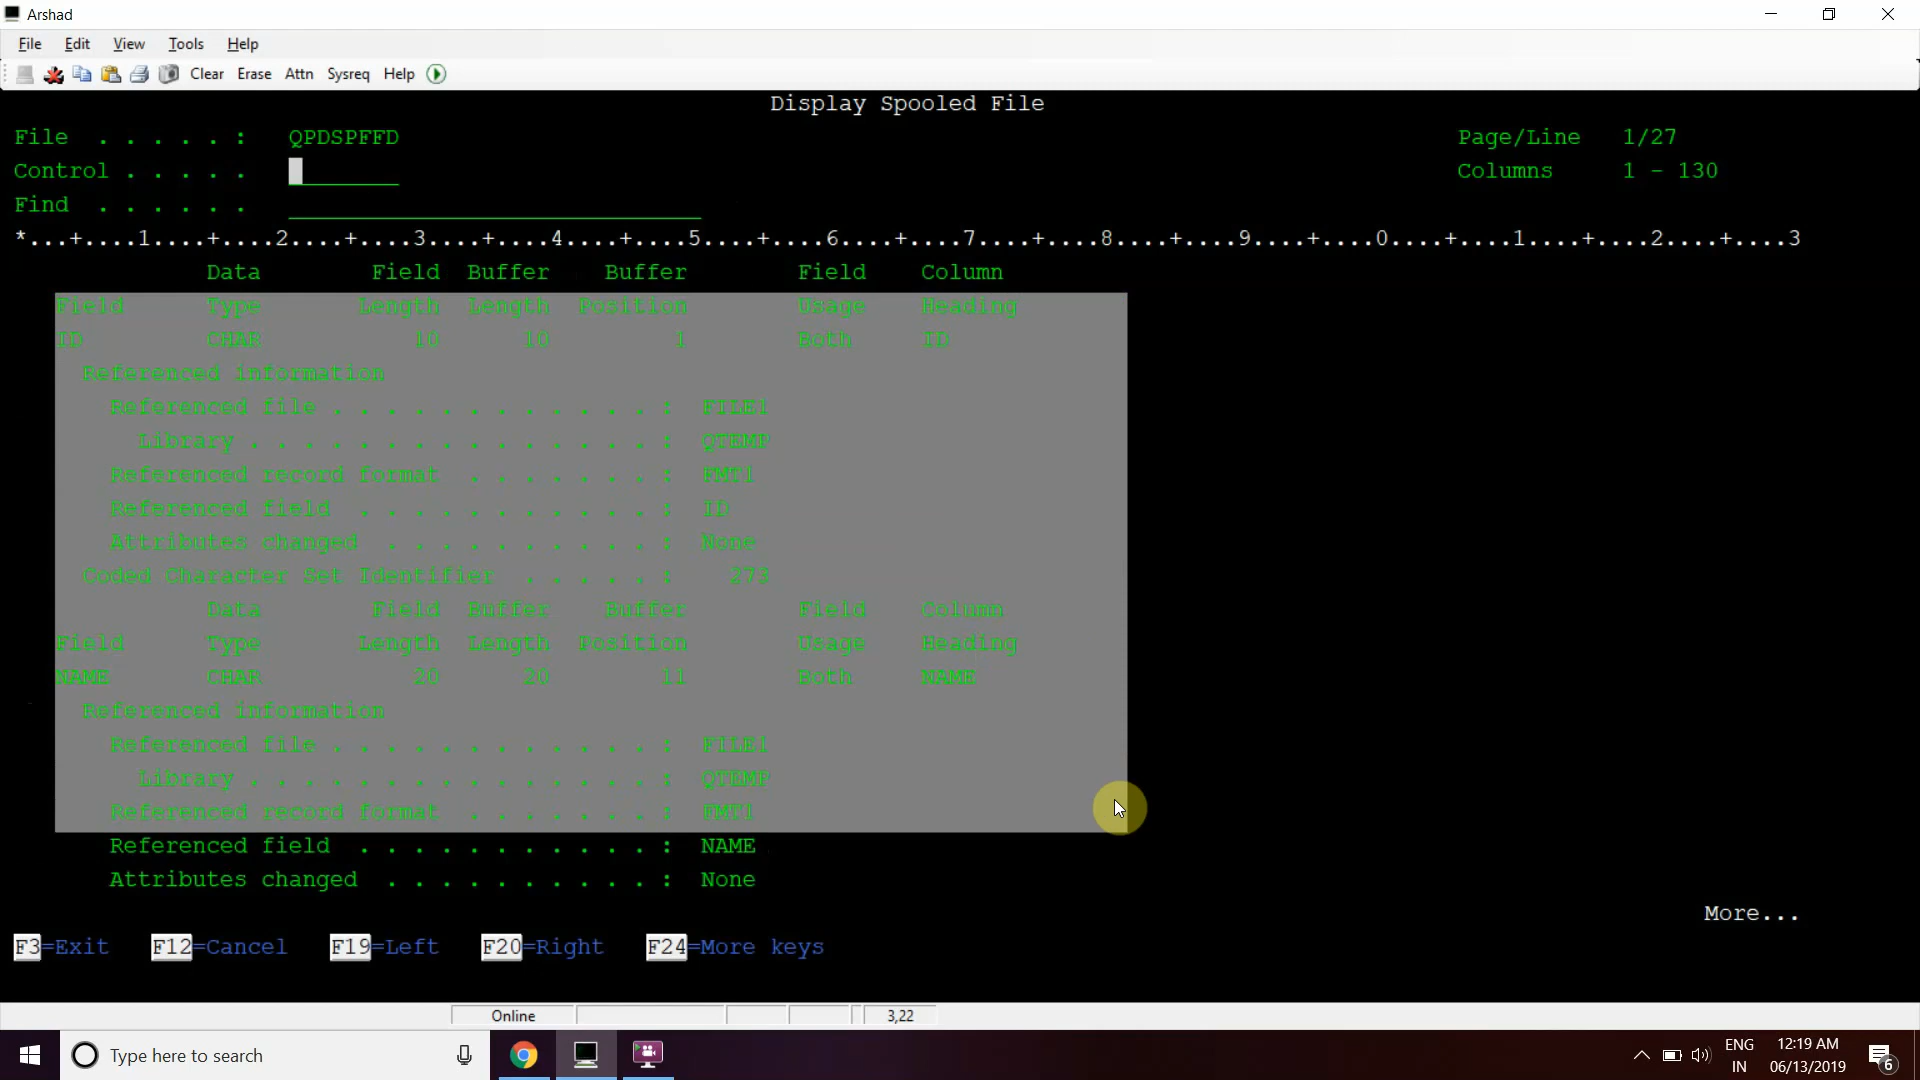 Arshad
File Edit View Tools Help
Clear Erase Attn Sysreq Help
Display Spooled File
File . . . . . : QPDSPFFD Page/Line 1/27
Control . . . . . Columns 1 - 130
Find . . . . . .
*...+....1....+....2....+....3....+....4....+....5....+....6....+....7....+....8....+....9....+....0....+....1....+....2....+....3
Data Field Buffer Buffer Field Column
Field Type Length Length Position Usage Heading
ID CHAR 10 10 1 Both ID
Referenced information
Referenced file . . . . . . . . . . . . . : FILE1
Library . . . . . . . . . . . . . . . . : QTEMP
Referenced record format . . . . . . . . : FMT1
Referenced field . . . . . . . . . . . . : ID
Attributes changed . . . . . . . . . . . : None
Coded Character Set Identifier . . . . . : 273
Data Field Buffer Buffer Field Column
Field Type Length Length Position Usage Heading
NAME CHAR 20 20 11 Both NAME
Referenced information
Referenced file . . . . . . . . . . . . . : FILE1
Library . . . . . . . . . . . . . . . . : QTEMP
Referenced record format . . . . . . . . : FMT1
Referenced field . . . . . . . . . . . . : NAME
Attributes changed . . . . . . . . . . . : None
More...
F3=Exit F12=Cancel F19=Left F20=Right F24=More keys
Online 3,22
Type here to search
ENG 12:19 AM
IN 06/13/2019 6